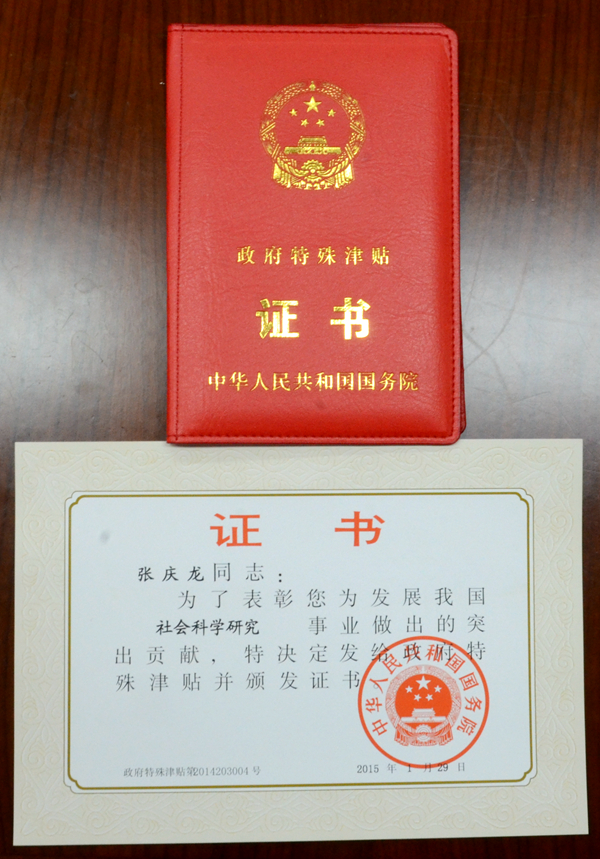 政府特殊津贴
证书
中华人民共和国国务院
证书
张庆龙同志：
为了表彰您为发展我国
社会科学研究 事业做出的突
出贡献，特决定发给政府特
殊津贴并颁发证书
中华人民共和国国务院
政府特殊津贴第2014203004号
2015 年 1 月 29 日